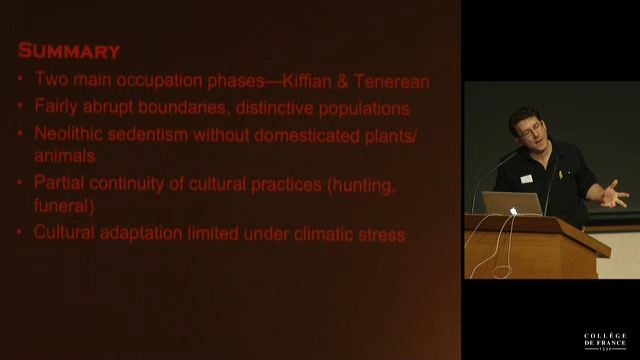 SUMMARY
• Two main occupation phases—Kiffian & Tenerean
• Fairly abrupt boundaries, distinctive populations
• Neolithic sedentism without domesticated plants/
animals
• Partial continuity of cultural practices (hunting,
funeral)
• Cultural adaptation limited under climatic stress
COLLÈGE
DE FRANCE
1530